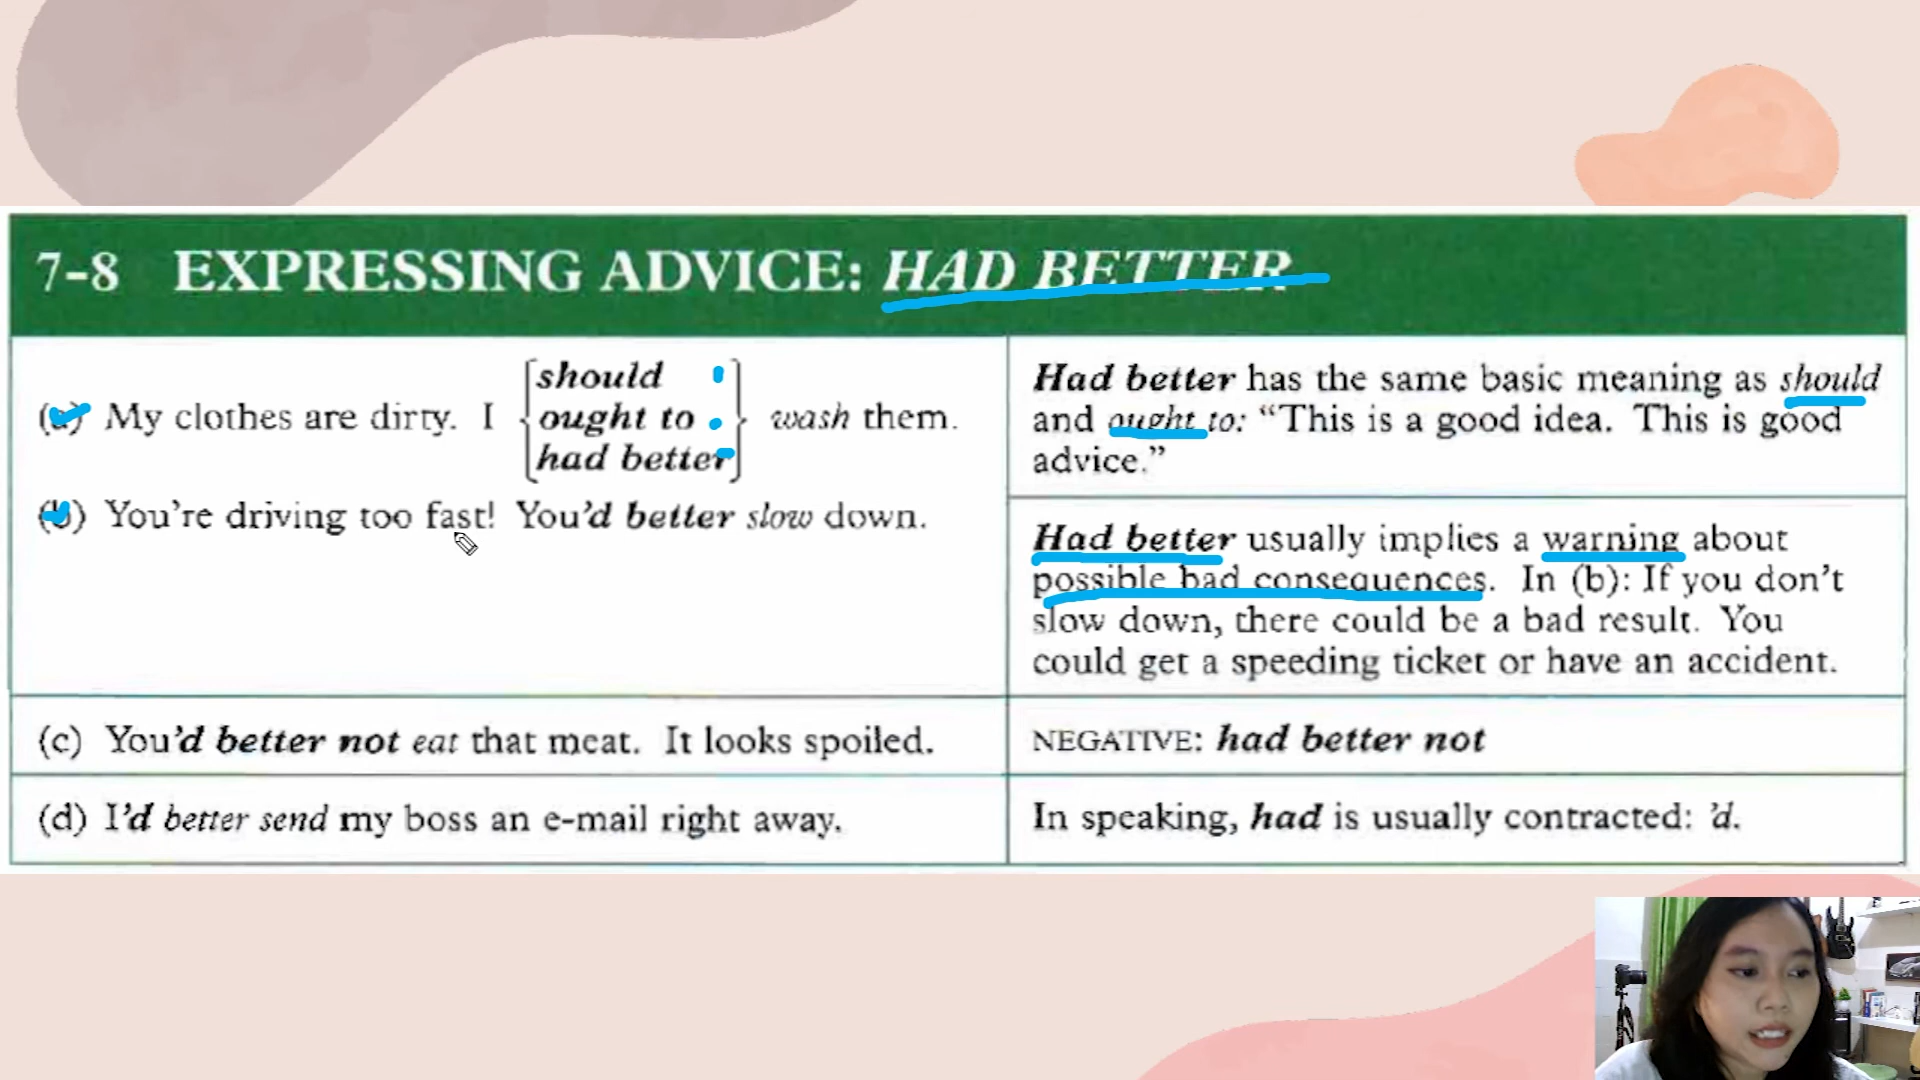 7-8 EXPRESSING ADVICE: HAD BETTER
(a) My clothes are dirty. I
should
ought to
had better
wash them.
(b) You're driving too fast! You'd better slow down.
Had better has the same basic meaning as should
and ought to: “This is a good idea. This is good
advice.”
Had better usually implies a warning about
possible bad consequences. In (b): If you don't
slow down, there could be a bad result. You
could get a speeding ticket or have an accident.
(c) You'd better not eat that meat. It looks spoiled.
NEGATIVE: had better not
(d) I'd better send my boss an e-mail right away.
In speaking, had is usually contracted: 'd.